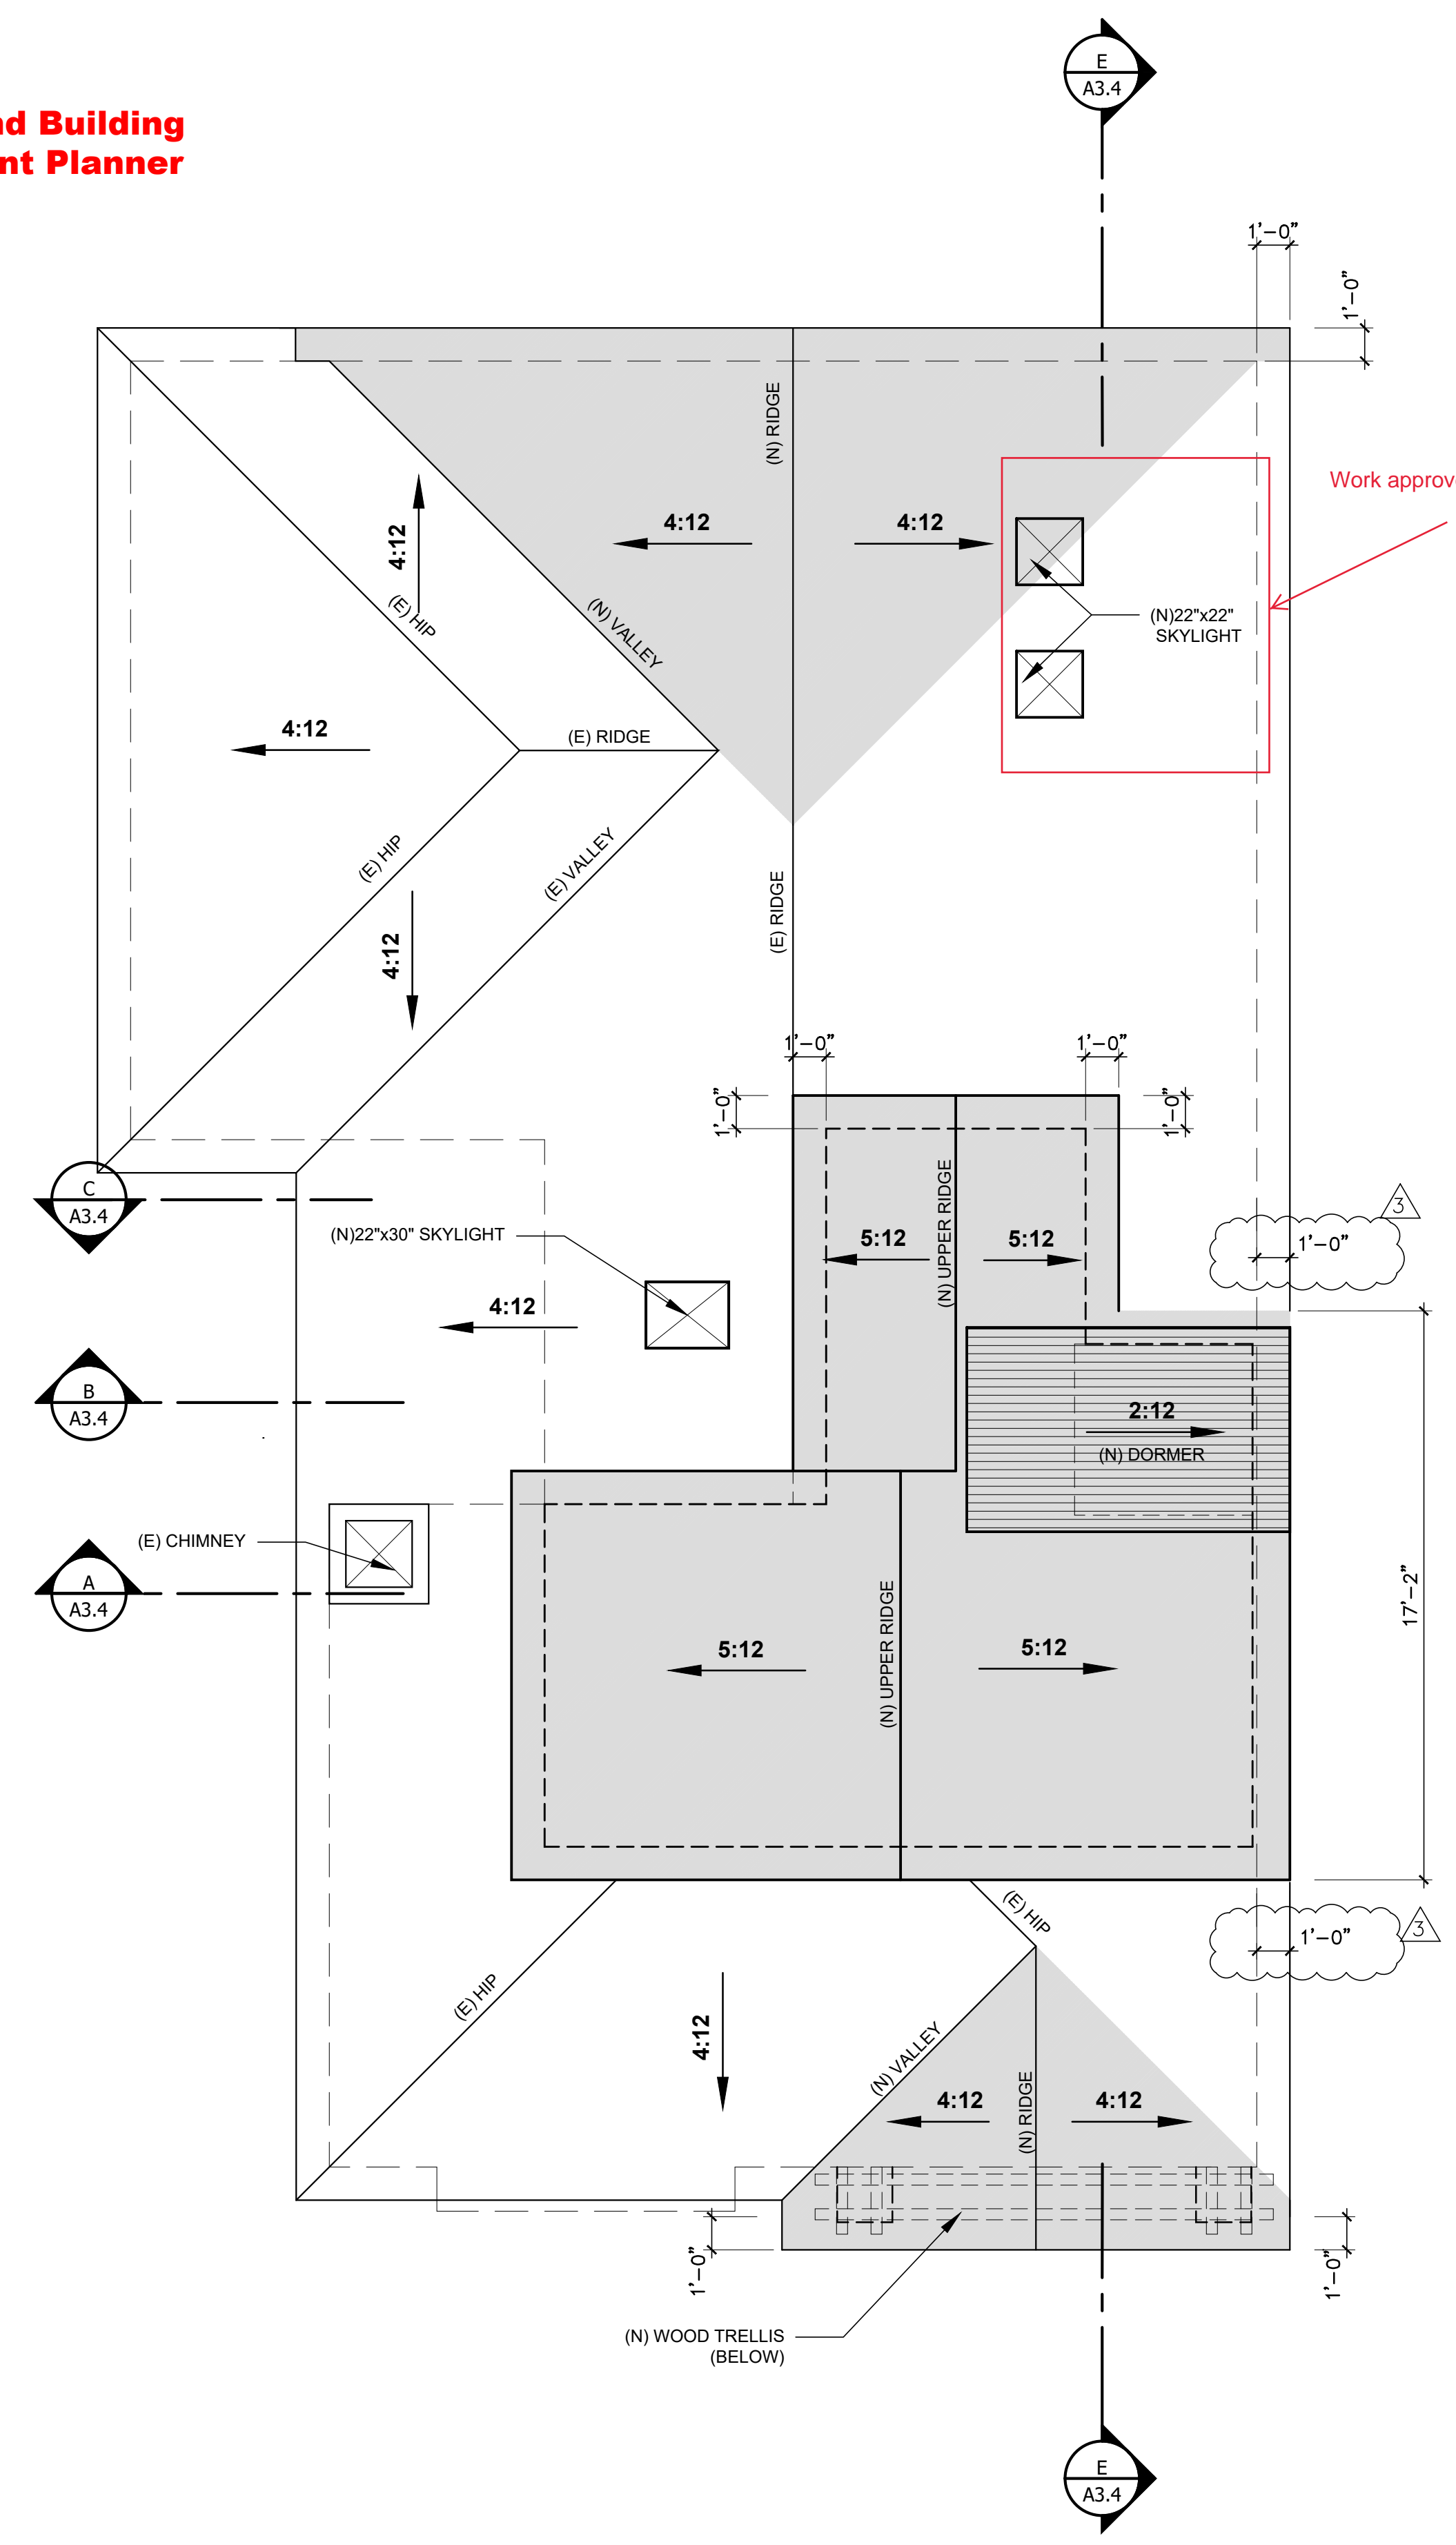 E
A3.4
nd Building
nt Planner
1'-0"
1'-0"
(N) RIDGE
Work approv
4:12
4:12
4:12
(E) HIP
(N) VALLEY
(N)22"x22"
SKYLIGHT
4:12
(E) RIDGE
(E) HIP
(E) VALLEY
(E) RIDGE
4:12
1'-0"
1'-0"
1'-0"
1'-0"
C
A3.4
(N)22"x30" SKYLIGHT
(N) UPPER RIDGE
5:12
5:12
3
1'-0"
4:12
B
A3.4
2:12
(N) DORMER
(E) CHIMNEY
A
A3.4
17'-2"
5:12
(N) UPPER RIDGE
5:12
(E) HIP
3
1'-0"
(E) HIP
4:12
(N) VALLEY
4:12
(N) RIDGE
4:12
1'-0"
1'-0"
(N) WOOD TRELLIS
(BELOW)
E
A3.4